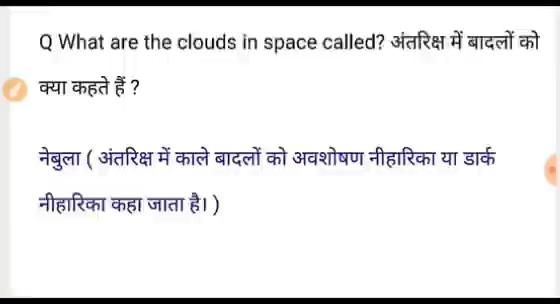 Q What are the clouds in space called? अंतरिक्ष में बादलों को
क्या कहते हैं ?
नेबुला ( अंतरिक्ष में काले बादलों को अवशोषण नीहारिका या डार्क
नीहारिका कहा जाता है। )